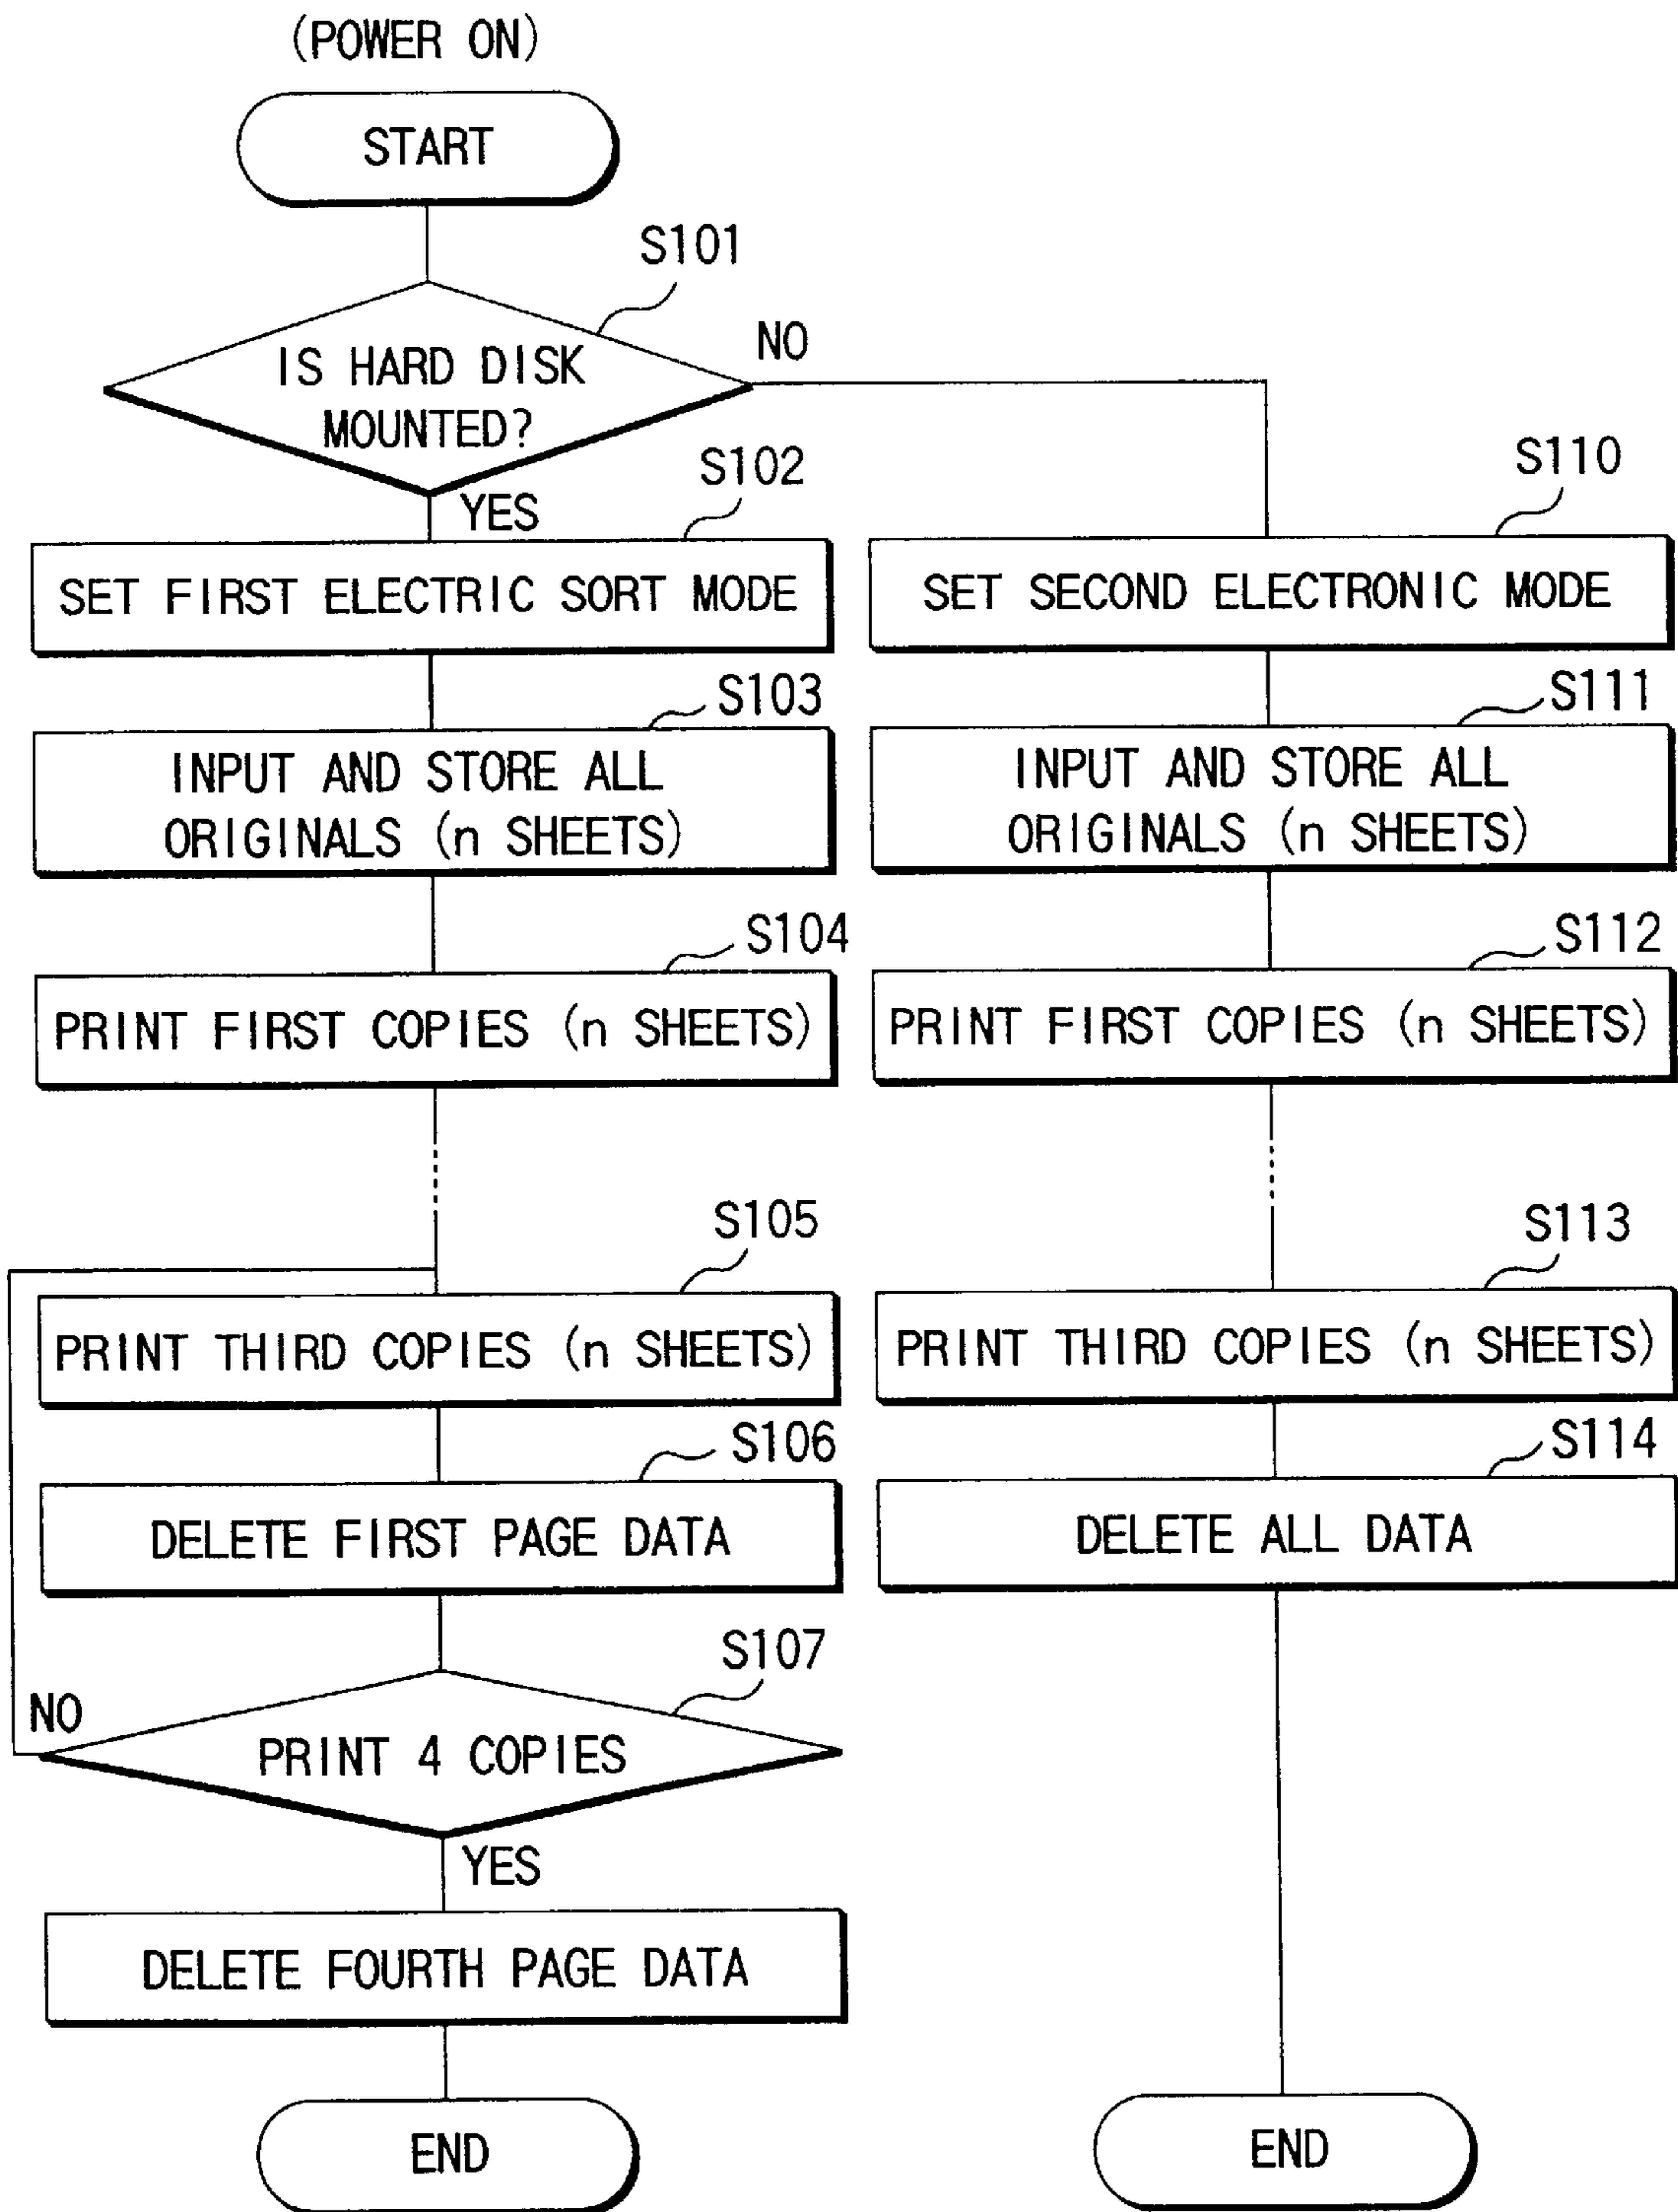 (POWER ON)
START
S101
IS HARD DISK
MOUNTED?
NO
YES
S102
SET FIRST ELECTRIC SORT MODE
S103
INPUT AND STORE ALL
ORIGINALS (n SHEETS)
S104
PRINT FIRST COPIES (n SHEETS)
S105
PRINT THIRD COPIES (n SHEETS)
S106
DELETE FIRST PAGE DATA
S107
NO
PRINT 4 COPIES
YES
DELETE FOURTH PAGE DATA
END
S110
SET SECOND ELECTRONIC MODE
S111
INPUT AND STORE ALL
ORIGINALS (n SHEETS)
S112
PRINT FIRST COPIES (n SHEETS)
S113
PRINT THIRD COPIES (n SHEETS)
S114
DELETE ALL DATA
END